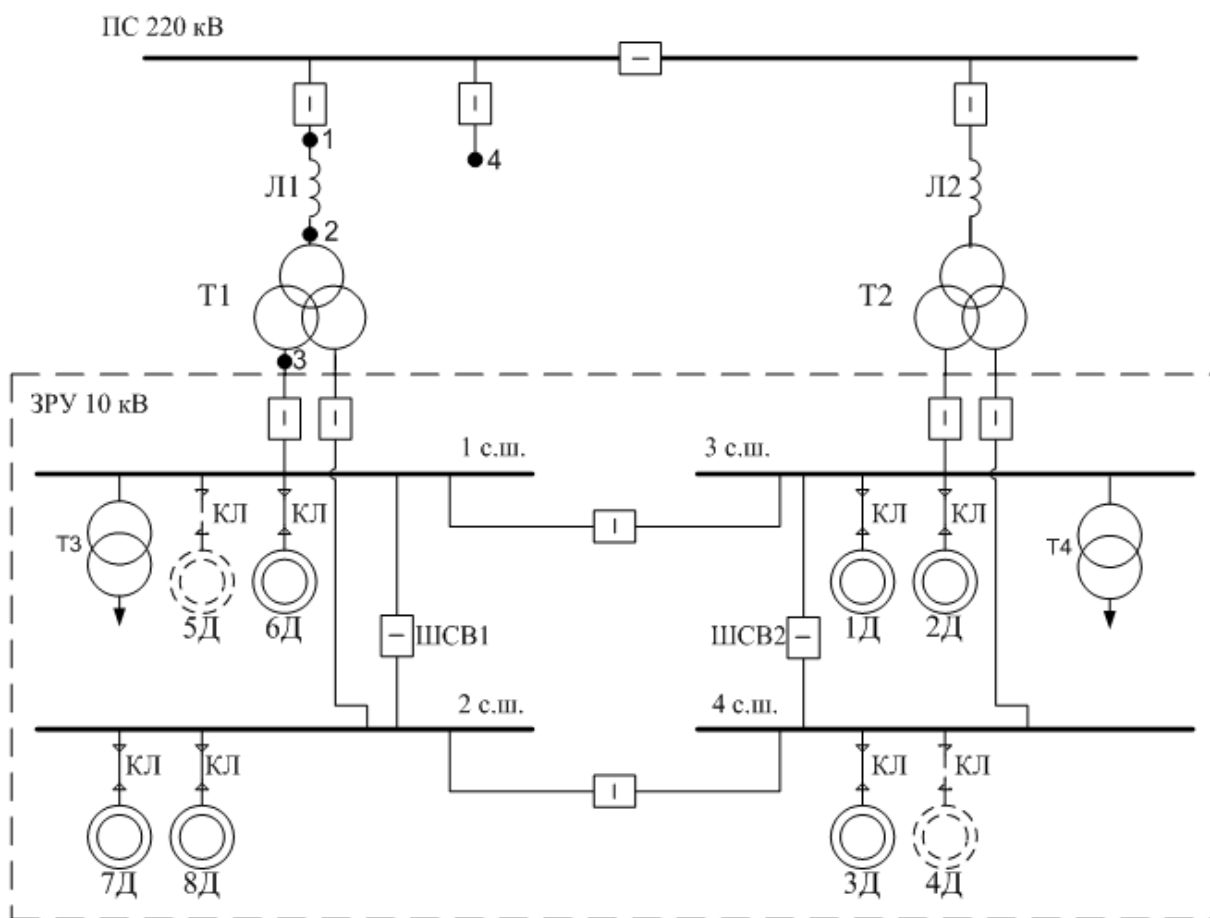 ПС 220 кВ
1
4
Л1
Л2
2
Т1
Т2
3
ЗРУ 10 кВ
1 с.ш.
3 с.ш.
КЛ
КЛ
КЛ
КЛ
Т3
Т4
5Д
6Д
ШСВ1
ШСВ2
1Д
2Д
2 с.ш.
4 с.ш.
КЛ
КЛ
КЛ
КЛ
7Д
8Д
3Д
4Д